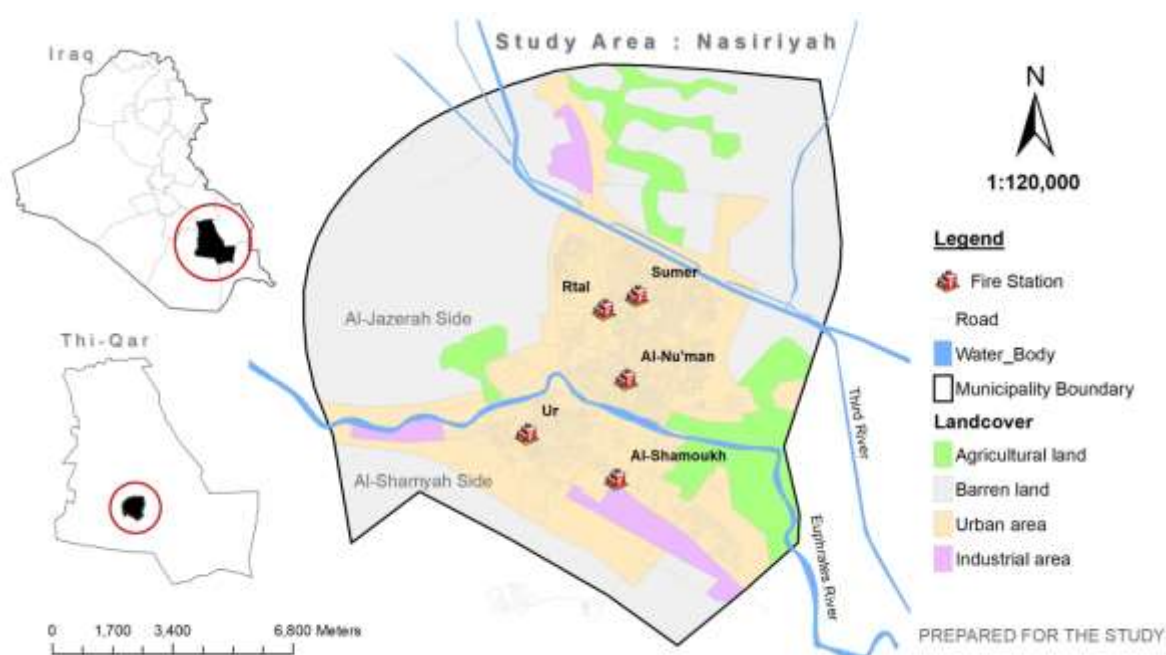 Study Area : Nasiriyah
Iraq
N
1:120,000
Legend
Fire Station
Road
Water_Body
Municipality Boundary
Landcover
Agricultural land
Barren land
Urban area
Industrial area
Sumer
Rtal
Al-Jazerah Side
Al-Nu'man
Ur
Al-Shamoukh
Al-Shamyah Side
Third River
Euphrates River
Thi-Qar
0 1,700 3,400 6,800 Meters
PREPARED FOR THE STUDY